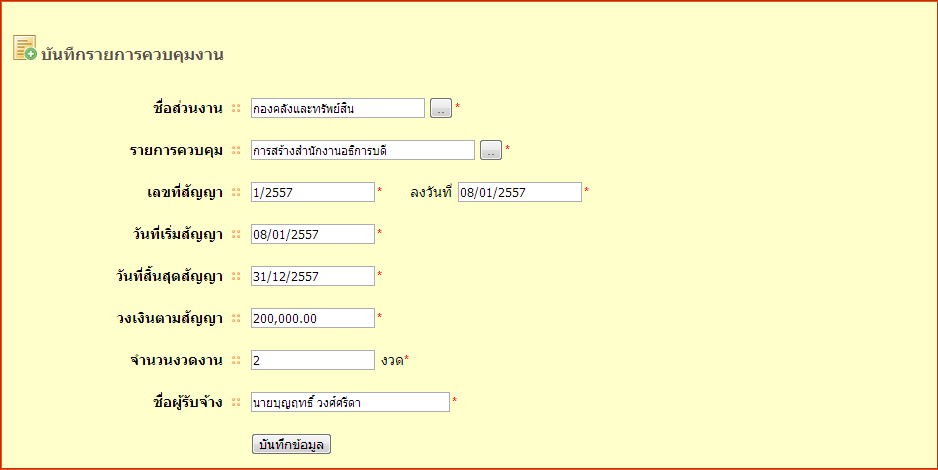 บันทึกรายการควบคุมงาน
ชื่อส่วนงาน :: กองคลังและทรัพย์สิน .. *
รายการควบคุม :: การสร้างสำนักงานอธิการบดี .. *
เลขที่สัญญา :: 1/2557 * ลงวันที่ 08/01/2557 *
วันที่เริ่มสัญญา :: 08/01/2557 *
วันที่สิ้นสุดสัญญา :: 31/12/2557 *
วงเงินตามสัญญา :: 200,000.00 *
จำนวนงวดงาน :: 2 งวด*
ชื่อผู้รับจ้าง :: นายบุญฤทธิ์ วงศ์ศรีดา *
บันทึกข้อมูล